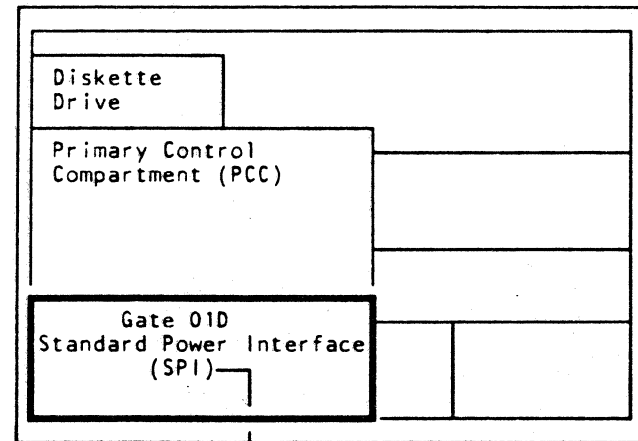 Diskette
Drive
Primary Control
Compartment (PCC)
Gate 01D
Standard Power Interface
(SPI)